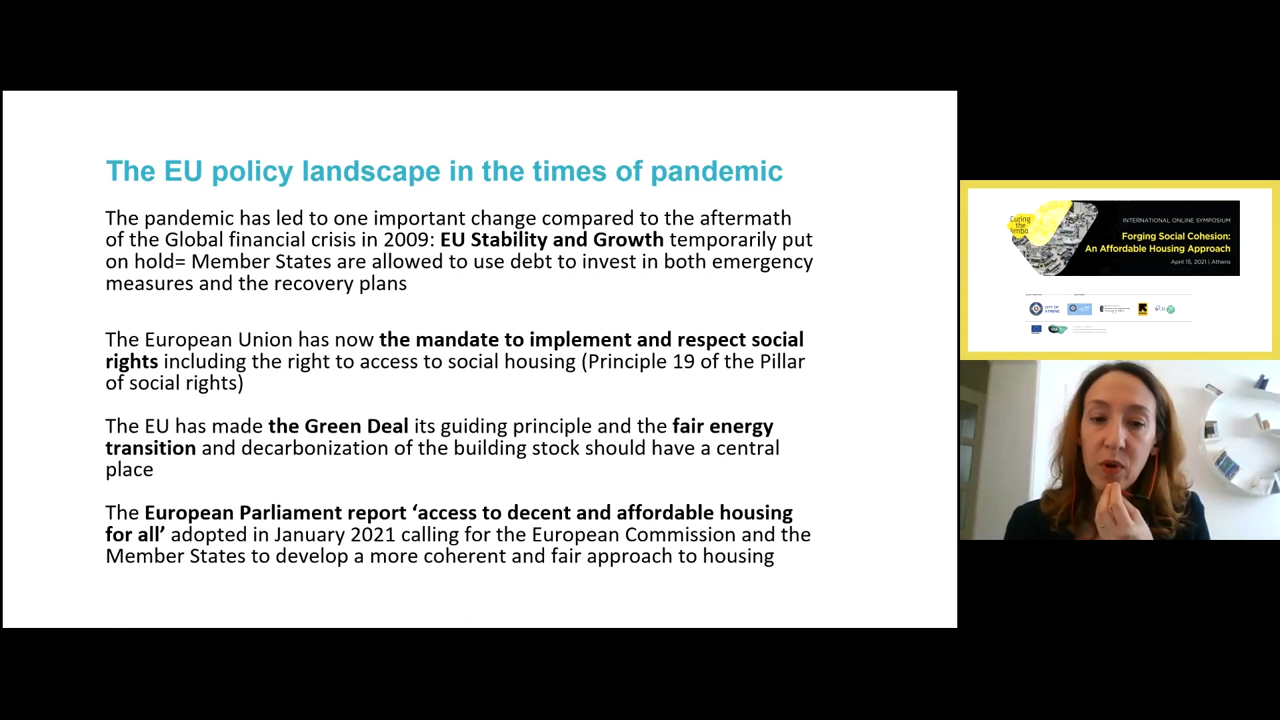 The EU policy landscape in the times of pandemic
The pandemic has led to one important change compared to the aftermath
of the Global financial crisis in 2009: EU Stability and Growth temporarily put
on hold= Member States are allowed to use debt to invest in both emergency
measures and the recovery plans
The European Union has now the mandate to implement and respect social
rights including the right to access to social housing (Principle 19 of the Pillar
of social rights)
The EU has made the Green Deal its guiding principle and the fair energy
transition and decarbonization of the building stock should have a central
place
The European Parliament report ‘access to decent and affordable housing
for all’ adopted in January 2021 calling for the European Commission and the
Member States to develop a more coherent and fair approach to housing
Curing
the
limbo
INTERNATIONAL ONLINE SYMPOSIUM
Forging Social Cohesion:
An Affordable Housing Approach
April 15, 2021 | Athens
CITY OF
ATHENS